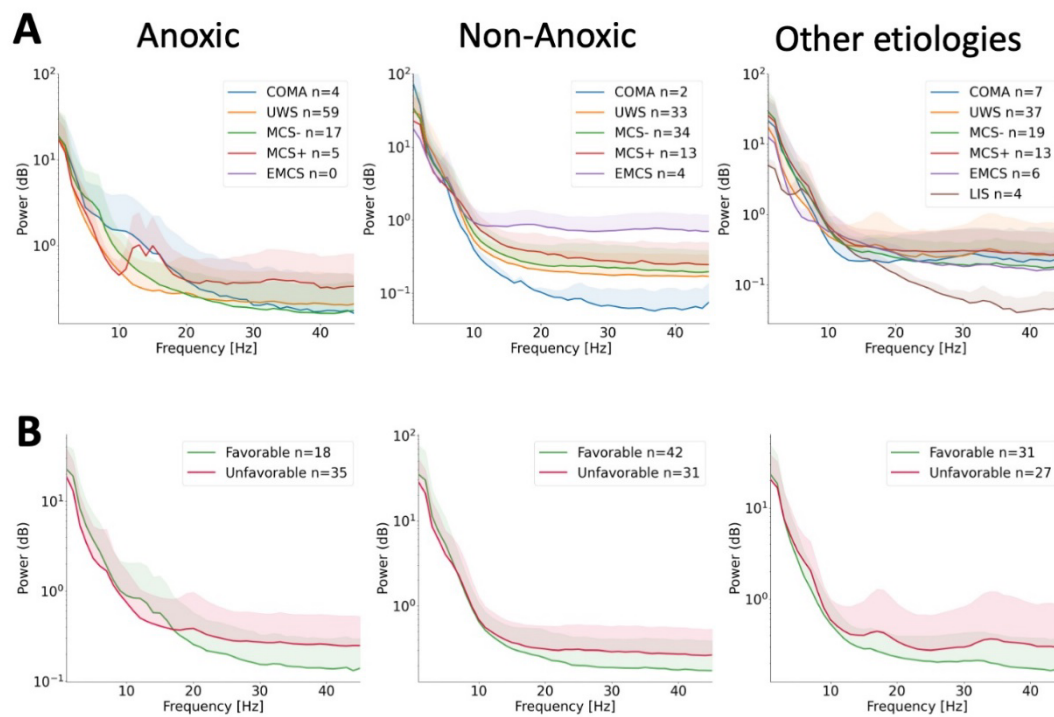 A
Anoxic
Non-Anoxic
Other etiologies
10²
10¹
10⁰
Power (dB)
COMA n=4
UWS n=59
MCS- n=17
MCS+ n=5
EMCS n=0
10
20
30
40
Frequency [Hz]
10²
10¹
10⁰
10⁻¹
Power (dB)
COMA n=2
UWS n=33
MCS- n=34
MCS+ n=13
EMCS n=4
10
20
30
40
Frequency [Hz]
10²
10¹
10⁰
10⁻¹
Power (dB)
COMA n=7
UWS n=37
MCS- n=19
MCS+ n=13
EMCS n=6
LIS n=4
10
20
30
40
Frequency [Hz]
B
10¹
10⁰
10⁻¹
Power (dB)
Favorable n=18
Unfavorable n=35
10
20
30
40
Frequency [Hz]
10²
10¹
10⁰
Power (dB)
Favorable n=42
Unfavorable n=31
10
20
30
40
Frequency [Hz]
10¹
10⁰
Power (dB)
Favorable n=31
Unfavorable n=27
10
20
30
40
Frequency [Hz]